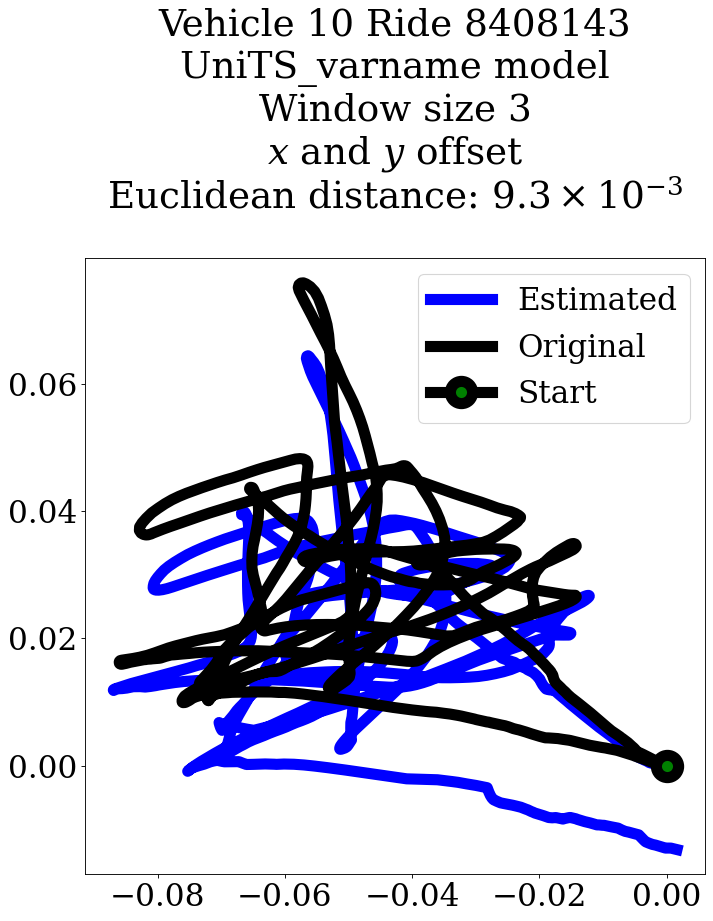 Vehicle 10 Ride 8408143
UniTS_varname model
Window size 3
x and y offset
Euclidean distance: 9.3 × 10⁻³
Estimated
Original
Start
0.06
0.04
0.02
0.00
−0.08 −0.06 −0.04 −0.02 0.00